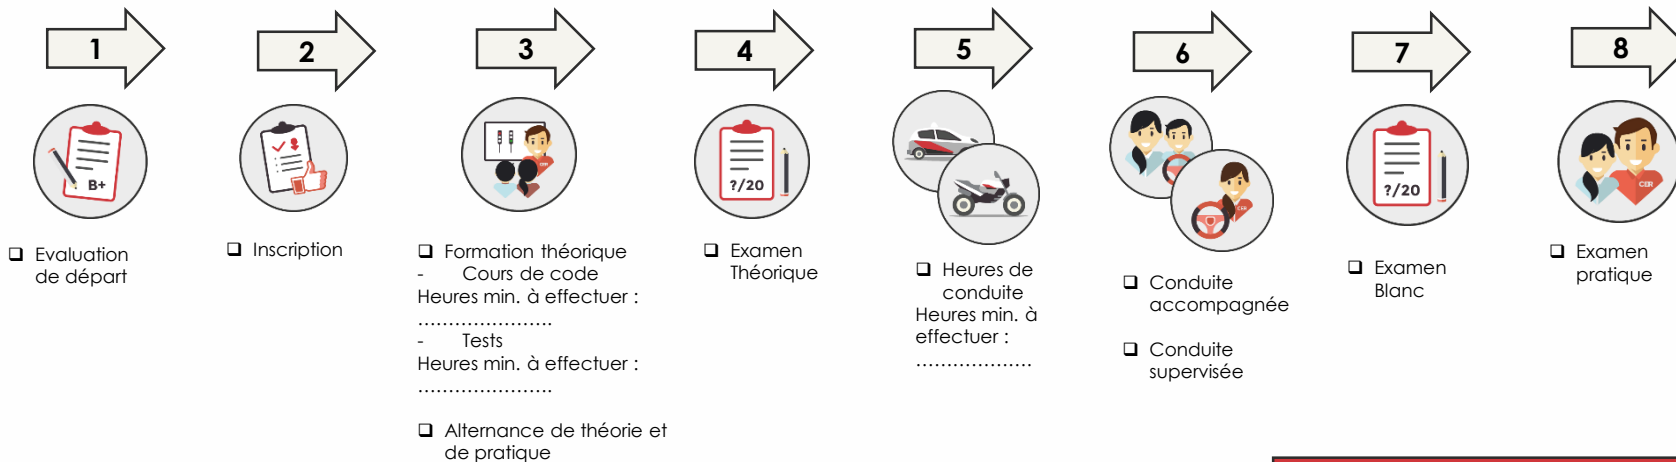 1
2
3
4
5
6
7
8
B+
?/20
?/20
CER
Evaluation
de départ
Inscription
Formation théorique
- Cours de code
Heures min. à effectuer :
......................
- Tests
Heures min. à effectuer :
......................
Alternance de théorie et
de pratique
Examen
Théorique
Heures de
conduite
Heures min. à
effectuer :
...................
Conduite
accompagnée
Conduite
supervisée
Examen
Blanc
Examen
pratique